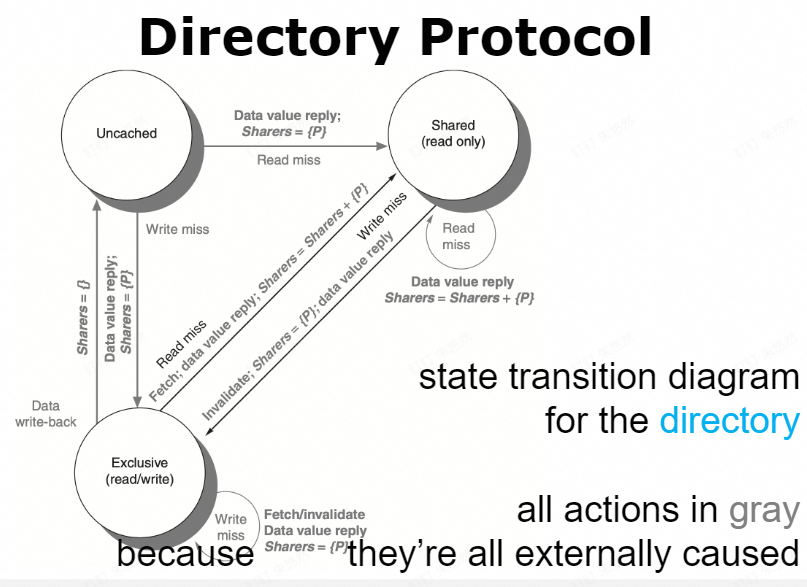 Directory Protocol
Uncached
Data value reply;
Sharers = {P}
Read miss
Shared
(read only)
Write miss
Read
miss
Data value reply
Sharers = Sharers + {P}
Sharers = {}
Data value reply;
Sharers = {P}
Read miss
Fetch; data value reply; Sharers = Sharers + {P}
Write miss
Invalidate; Sharers = {P}; data value reply
Data
write-back
Exclusive
(read/write)
Write
miss
Fetch/invalidate
Data value reply
Sharers = {P}
state transition diagram
for the directory
all actions in gray
because they’re all externally caused